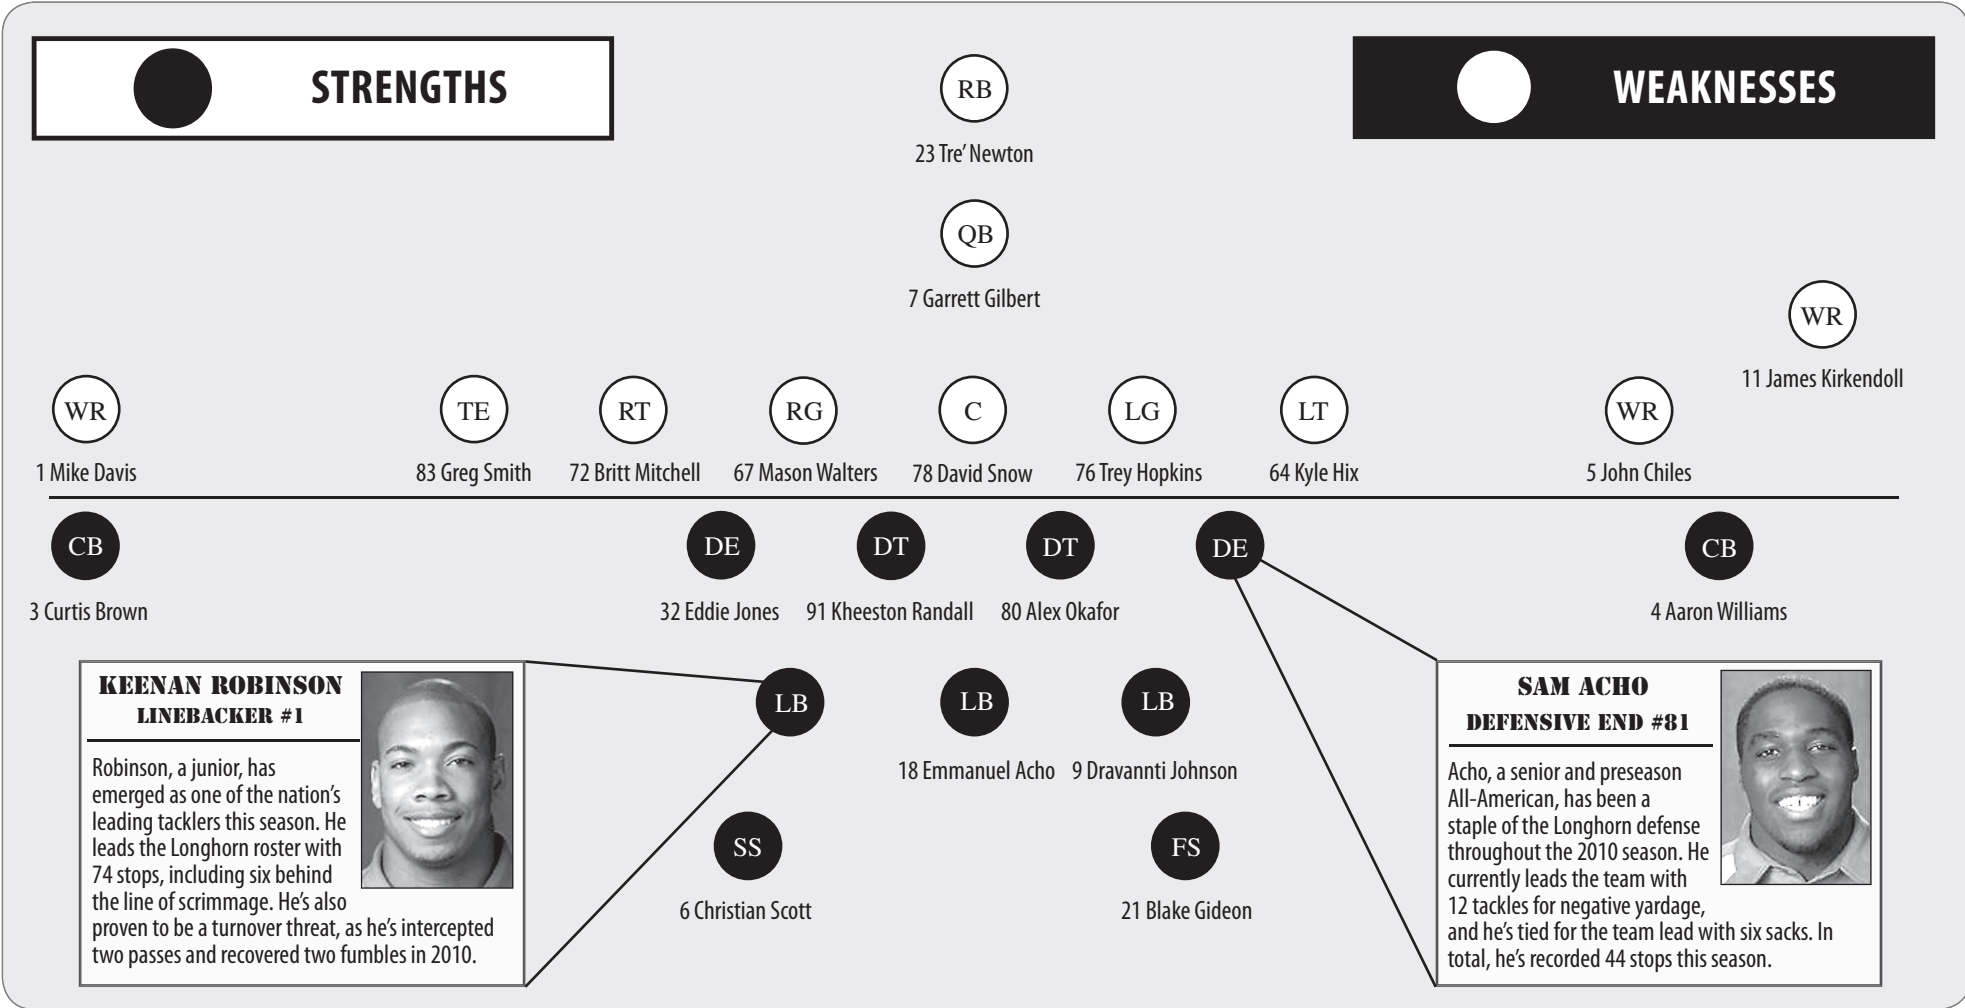 STRENGTHS
WEAKNESSES
RB
23 Tre’ Newton
QB
7 Garrett Gilbert
WR
11 James Kirkendoll
WR
TE
RT
RG
C
LG
LT
WR
1 Mike Davis
83 Greg Smith
72 Britt Mitchell
67 Mason Walters
78 David Snow
76 Trey Hopkins
64 Kyle Hix
5 John Chiles
CB
DE
DT
DT
DE
CB
3 Curtis Brown
32 Eddie Jones
91 Kheeston Randall
80 Alex Okafor
4 Aaron Williams
LB
LB
LB
18 Emmanuel Acho
9 Dravannti Johnson
SS
FS
6 Christian Scott
21 Blake Gideon
KEENAN ROBINSON
LINEBACKER #1
Robinson, a junior, has
emerged as one of the nation’s
leading tacklers this season. He
leads the Longhorn roster with
74 stops, including six behind
the line of scrimmage. He’s also
proven to be a turnover threat, as he’s intercepted
two passes and recovered two fumbles in 2010.
SAM ACHO
DEFENSIVE END #81
Acho, a senior and preseason
All-American, has been a
staple of the Longhorn defense
throughout the 2010 season. He
currently leads the team with
12 tackles for negative yardage,
and he’s tied for the team lead with six sacks. In
total, he’s recorded 44 stops this season.